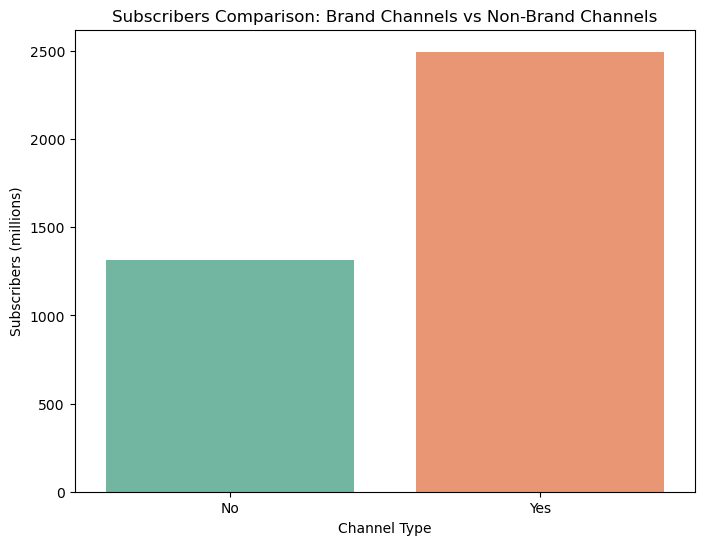 Subscribers Comparison: Brand Channels vs Non-Brand Channels
2500
2000
1500
1000
500
0
Subscribers (millions)
No
Yes
Channel Type